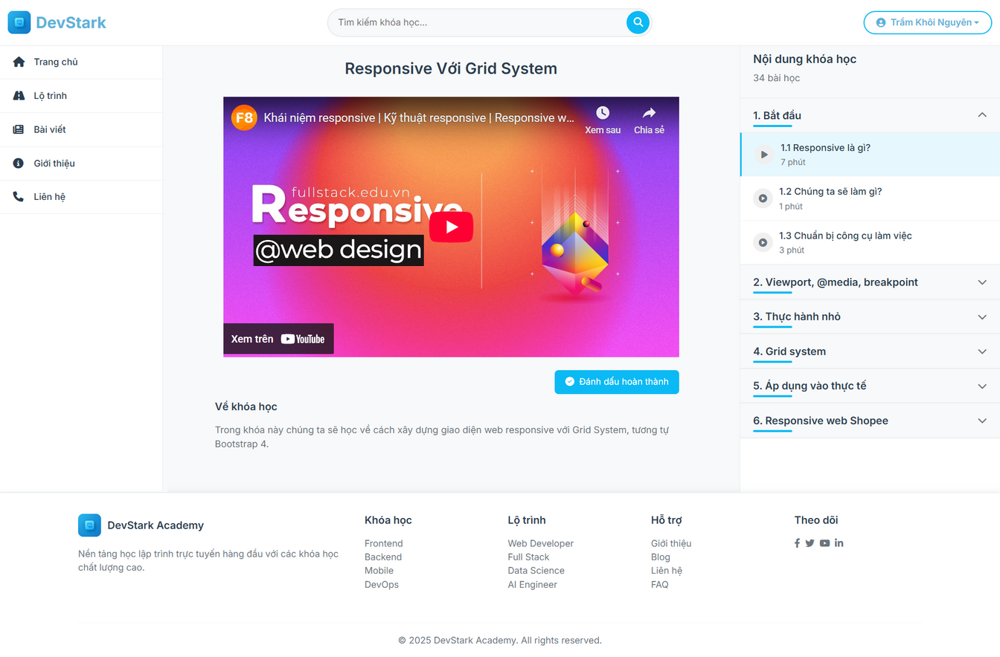 DevStark
Tìm kiếm khóa học...
Trầm Khôi Nguyên
Trang chủ
Lộ trình
Bài viết
Giới thiệu
Liên hệ
Responsive Với Grid System
F8
Khái niệm responsive | Kỹ thuật responsive | Responsive w...
Xem sau
Chia sẻ
fullstack.edu.vn
Responsive
@web design
Xem trên YouTube
Đánh dấu hoàn thành
Về khóa học
Trong khóa này chúng ta sẽ học về cách xây dựng giao diện web responsive với Grid System, tương tự
Bootstrap 4.
Nội dung khóa học
34 bài học
1. Bắt đầu
1.1 Responsive là gì?
7 phút
1.2 Chúng ta sẽ làm gì?
1 phút
1.3 Chuẩn bị công cụ làm việc
3 phút
2. Viewport, @media, breakpoint
3. Thực hành nhỏ
4. Grid system
5. Áp dụng vào thực tế
6. Responsive web Shopee
DevStark Academy
Nền tảng học lập trình trực tuyến hàng đầu với các khóa học
chất lượng cao.
Khóa học
Frontend
Backend
Mobile
DevOps
Lộ trình
Web Developer
Full Stack
Data Science
AI Engineer
Hỗ trợ
Giới thiệu
Blog
Liên hệ
FAQ
Theo dõi
© 2025 DevStark Academy. All rights reserved.